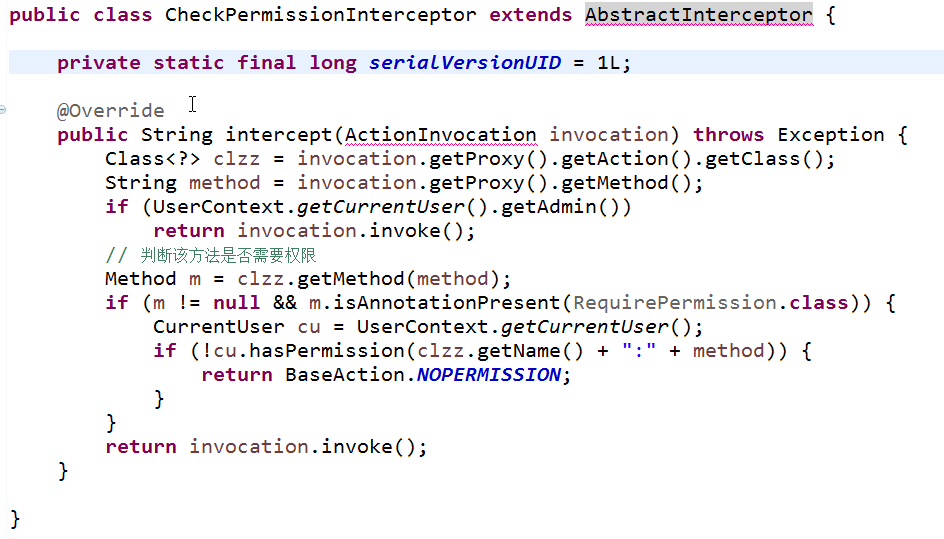 public class CheckPermissionInterceptor extends AbstractInterceptor {
private static final long serialVersionUID = 1L;
@Override
public String intercept(ActionInvocation invocation) throws Exception {
Class<?> clzz = invocation.getProxy().getAction().getClass();
String method = invocation.getProxy().getMethod();
if (UserContext.getCurrentUser().getAdmin())
return invocation.invoke();
// 判断该方法是否需要权限
Method m = clzz.getMethod(method);
if (m != null && m.isAnnotationPresent(RequirePermission.class)) {
CurrentUser cu = UserContext.getCurrentUser();
if (!cu.hasPermission(clzz.getName() + ":" + method)) {
return BaseAction.NOPERMISSION;
}
}
return invocation.invoke();
}
}